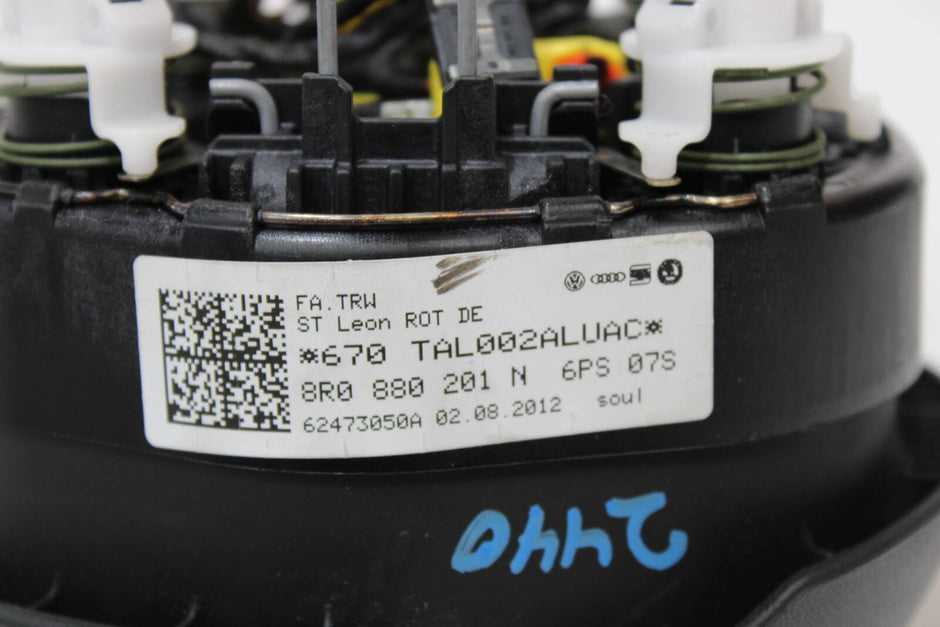 FA.TRW
ST Leon ROT DE
*670 TAL002ALUAC*
8R0 880 201 N 6PS 07S
62473050A 02.08.2012 soul
2440